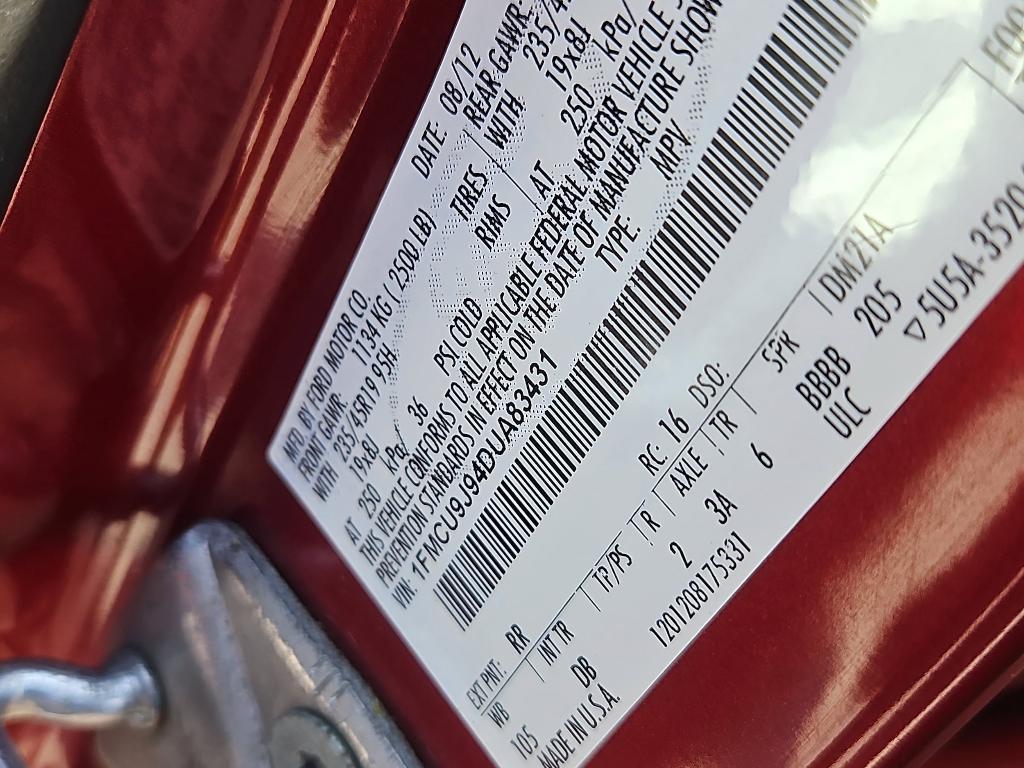 MFD. BY FORD MOTOR CO.
DATE: 08/12
FRONT GAWR: 1134 KG ( 2500 LB)
REAR GAWR:
WITH 235/45R19 95H TIRES
WITH 235/4
19x8J RIMS
19x8J
AT 250 kPa/ 36 PSI COLD
AT 250 kPa/
THIS VEHICLE CONFORMS TO ALL APPLICABLE FEDERAL MOTOR VEHICLE
PREVENTION STANDARDS IN EFFECT ON THE DATE OF MANUFACTURE SHOW
VIN: 1FMCU9J94DUA83431
TYPE: MPV
EXT PNT: RR RC: 16 DSO:
WB INT TR TP/PS R AXLE TR SPR DM21A
105 DB 2 3A 6 BBBB 205
MADE IN U.S.A. 1201208175331 ULC ▽5U5A-3520